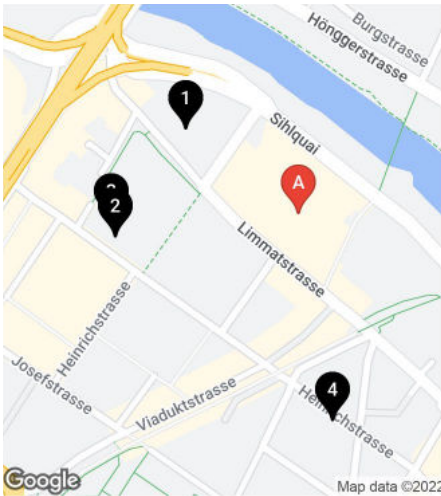 Burgstrasse
Hönggerstrasse
1
Sihlquai
A
2
Limmatstrasse
Heinrichstrasse
Josefstrasse
Viaduktstrasse
4
Heinrichstrasse
Google
Map data ©2022